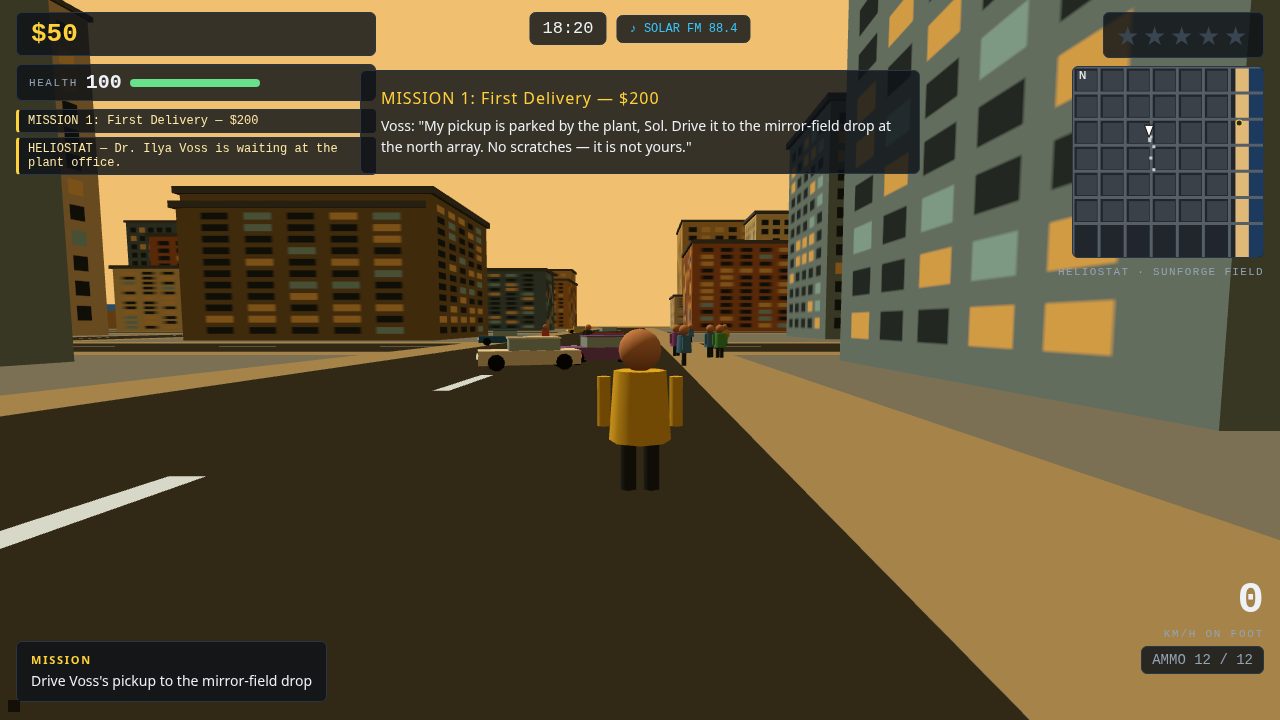 $50
18:20
♪ SOLAR FM 88.4
★★★★★
HEALTH 100
MISSION 1: First Delivery — $200
HELIOSTAT — Dr. Ilya Voss is waiting at the
plant office.
MISSION 1: First Delivery — $200
Voss: "My pickup is parked by the plant, Sol. Drive it to the mirror-field drop at
the north array. No scratches — it is not yours."
N
HELIOSTAT · SUNFORGE FIELD
0
KM/H ON FOOT
AMMO 12 / 12
MISSION
Drive Voss's pickup to the mirror-field drop